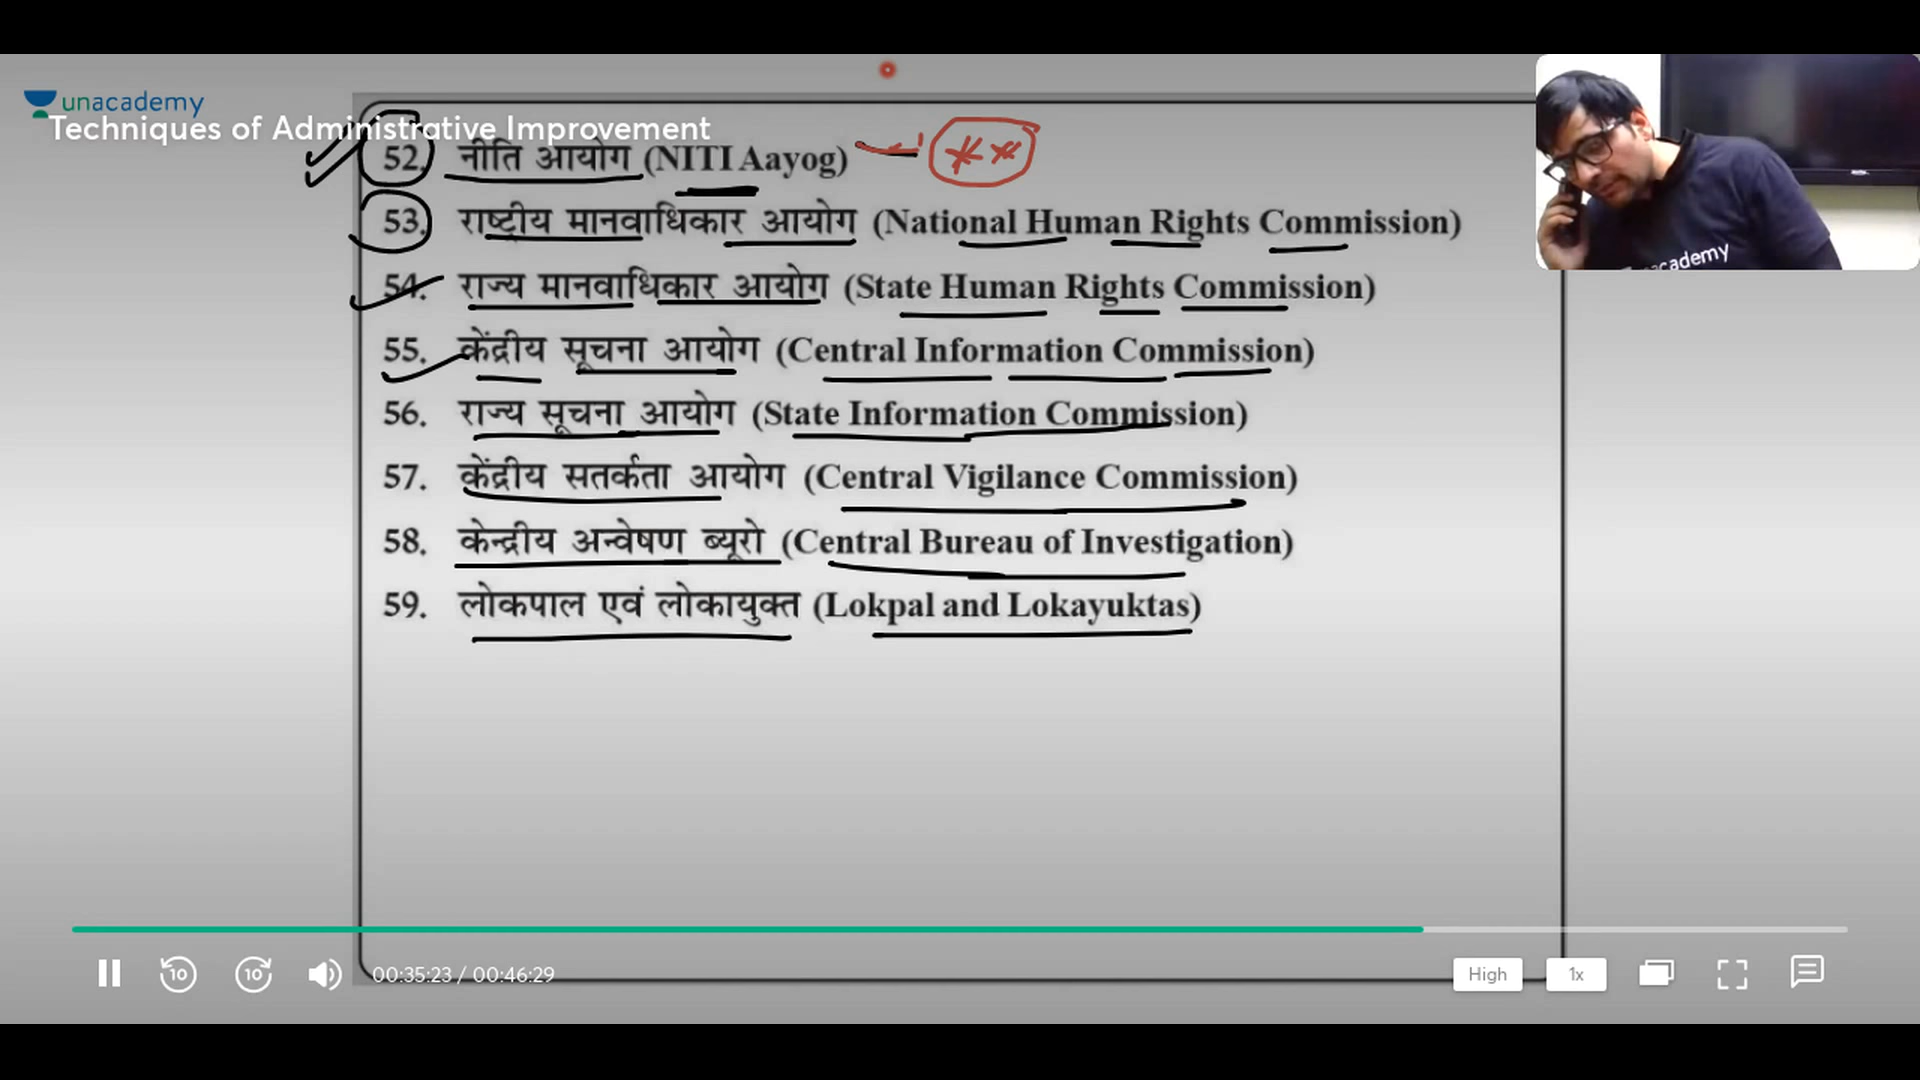 unacademy
Techniques of Administrative Improvement
52. नीति आयोग (NITI Aayog) **
53. राष्ट्रीय मानवाधिकार आयोग (National Human Rights Commission)
54. राज्य मानवाधिकार आयोग (State Human Rights Commission)
55. केंद्रीय सूचना आयोग (Central Information Commission)
56. राज्य सूचना आयोग (State Information Commission)
57. केंद्रीय सतर्कता आयोग (Central Vigilance Commission)
58. केन्द्रीय अन्वेषण ब्यूरो (Central Bureau of Investigation)
59. लोकपाल एवं लोकायुक्त (Lokpal and Lokayuktas)
10 10 00:35:23 / 00:46:29 High 1x